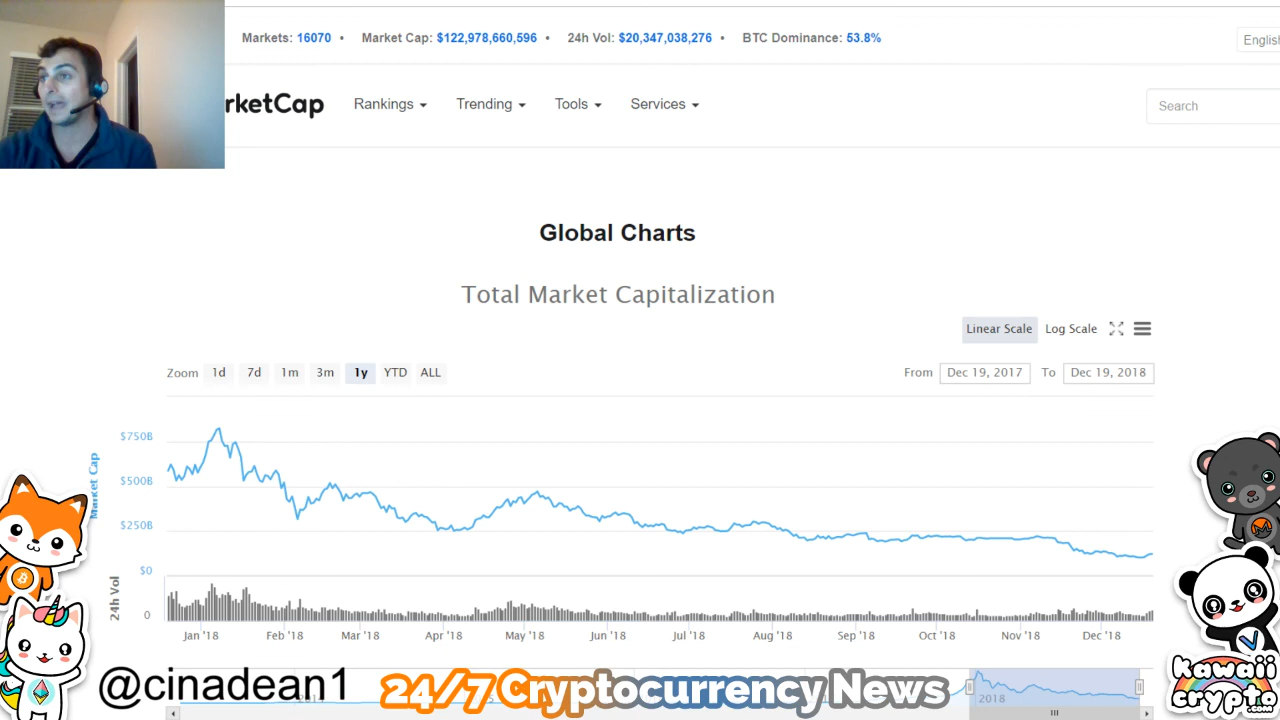 Markets: 16070 • Market Cap: $122,978,660,596 • 24h Vol: $20,347,038,276 • BTC Dominance: 53.8%
English
rketCap Rankings Trending Tools Services
Search
Global Charts
Total Market Capitalization
Linear Scale Log Scale
Zoom 1d 7d 1m 3m 1y YTD ALL From Dec 19, 2017 To Dec 19, 2018
Market Cap
$750B
$500B
$250B
$0
24h Vol
0
Jan '18 Feb '18 Mar '18 Apr '18 May '18 Jun '18 Jul '18 Aug '18 Sep '18 Oct '18 Nov '18 Dec '18
2018
@cinadean1
24/7 Cryptocurrency News
kawaii
crypto
.com